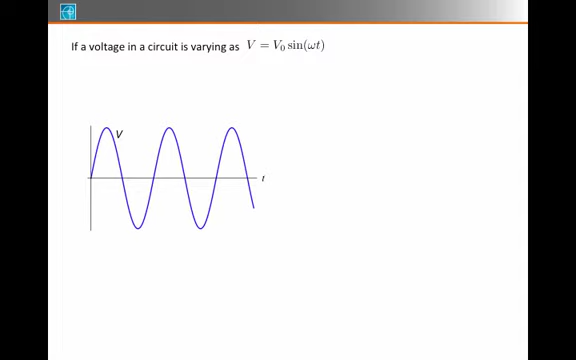 If a voltage in a circuit is varying as V = V₀ sin(ωt)
V
t